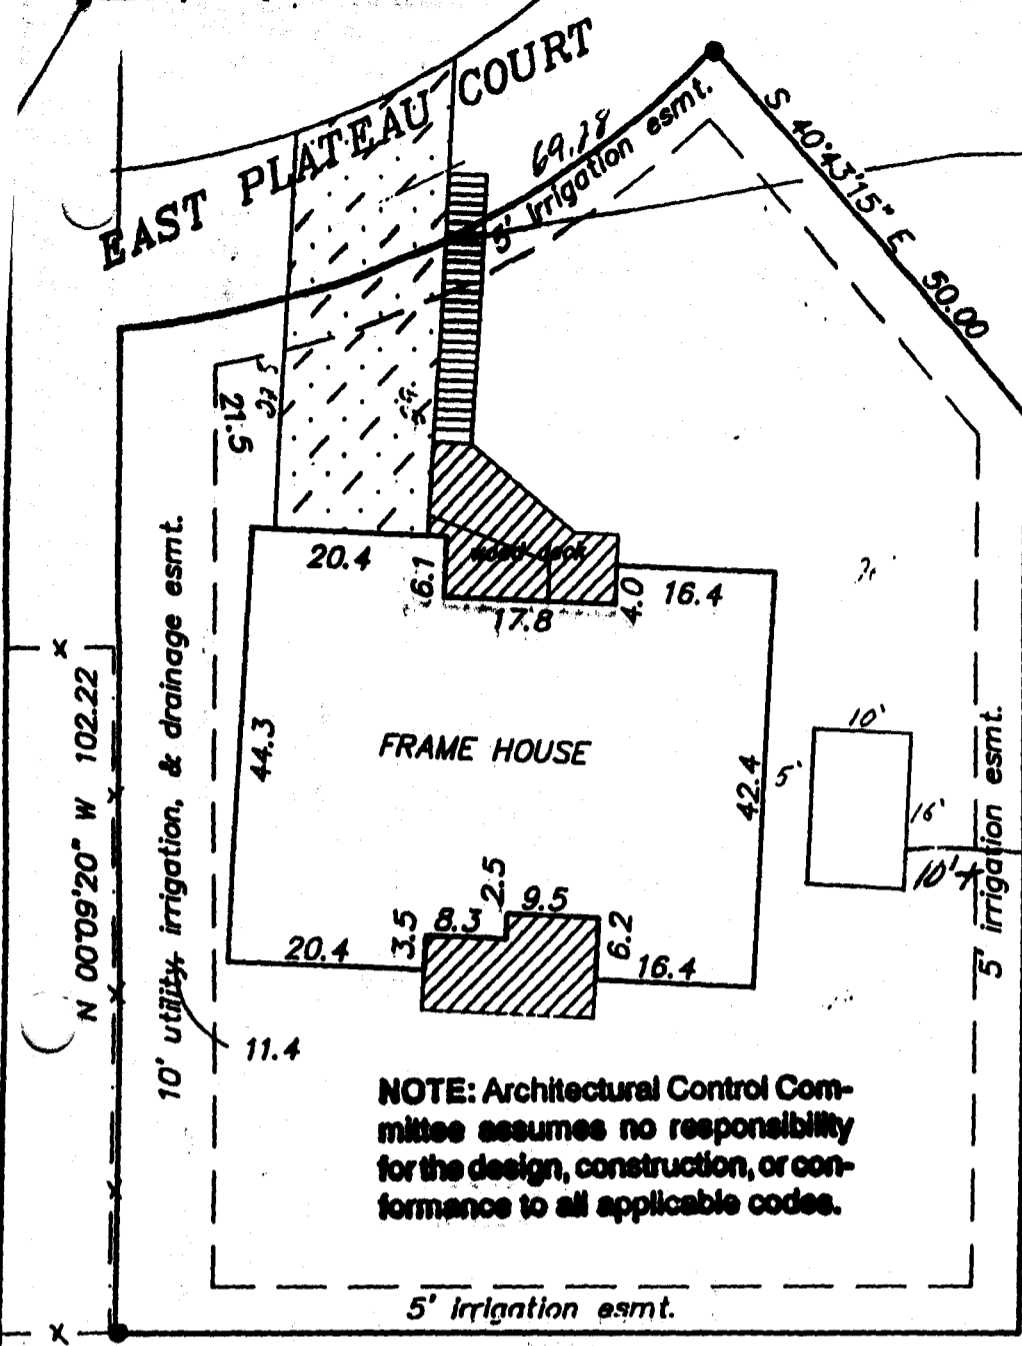 EAST PLATEAU COURT
69.18
5' irrigation esmt.
S 40°43'15" E 50.00
21.5
20.4
6.1
wood deck
17.8
4.0
16.4
10' utility, irrigation, & drainage esmt.
N 00°09'20" W 102.22
44.3
FRAME HOUSE
42.4
10'
5'
16'
10'+
5' irrigation esmt.
20.4
3.5
8.3
2.5
9.5
6.2
16.4
11.4
NOTE: Architectural Control Com-
mittee assumes no responsibility
for the design, construction, or con-
formance to all applicable codes.
5' irrigation esmt.